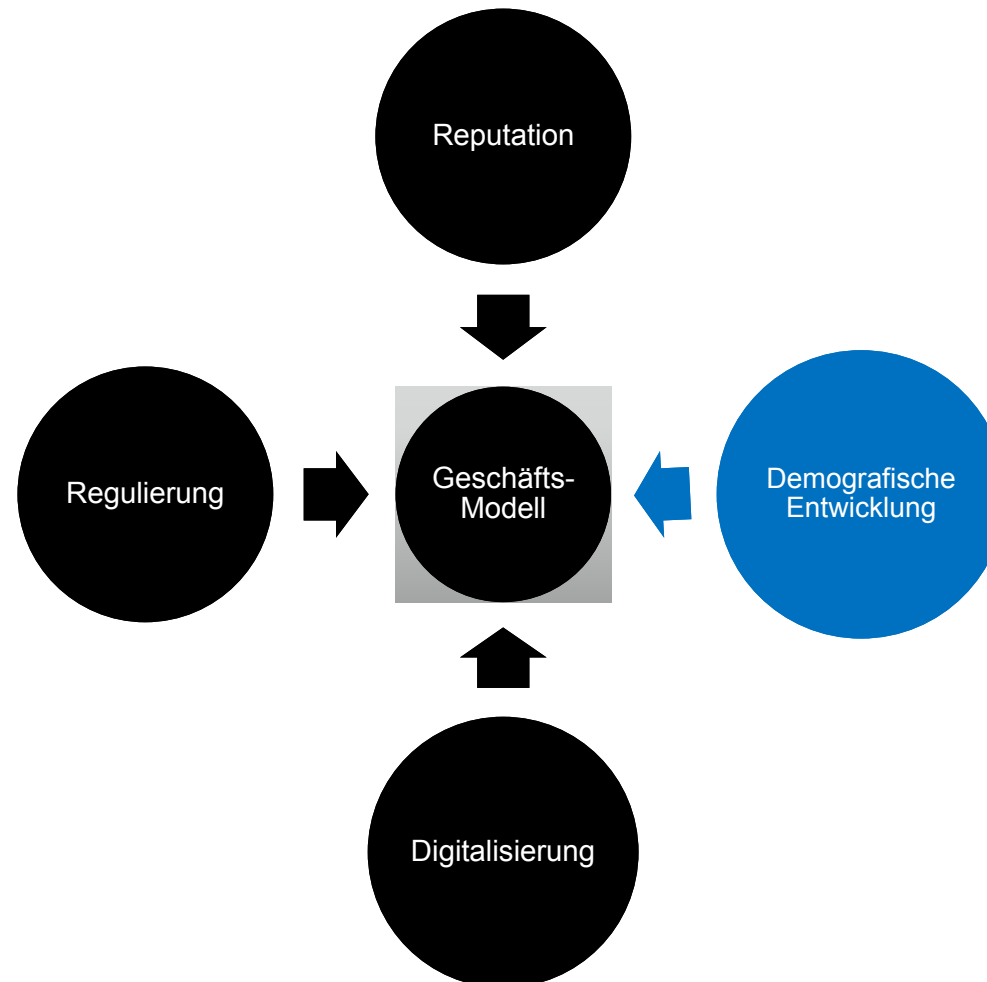 Reputation
Regulierung
Geschäfts-
Modell
Demografische
Entwicklung
Digitalisierung